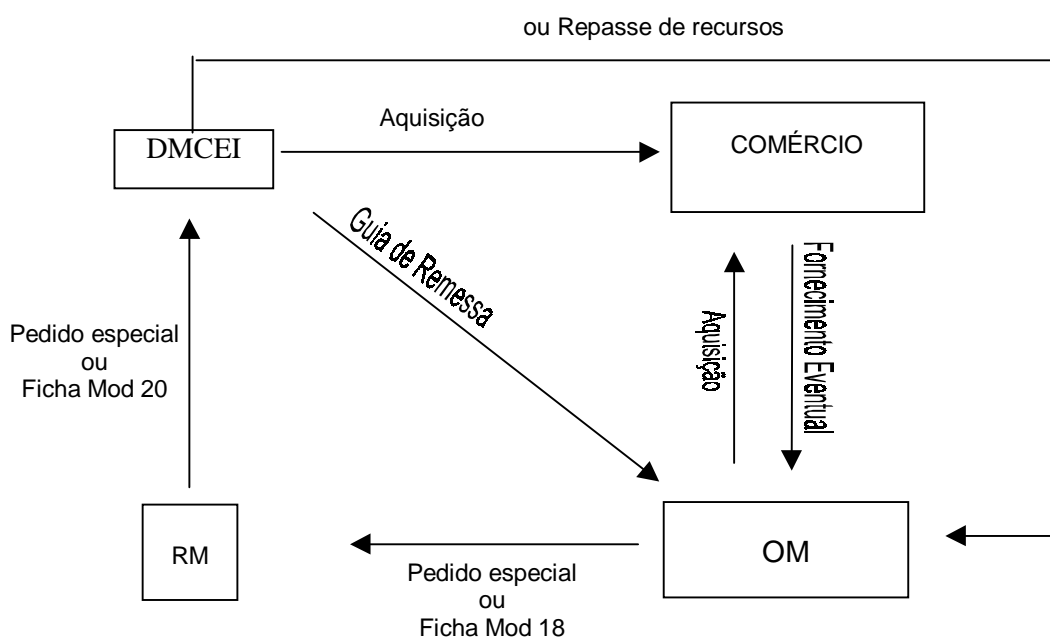 ou Repasse de recursos
Aquisição
DMCEI
COMÉRCIO
Guia de Remessa
Fornecimento Eventual
Aquisição
Pedido especial
ou
Ficha Mod 20
RM
OM
Pedido especial
ou
Ficha Mod 18